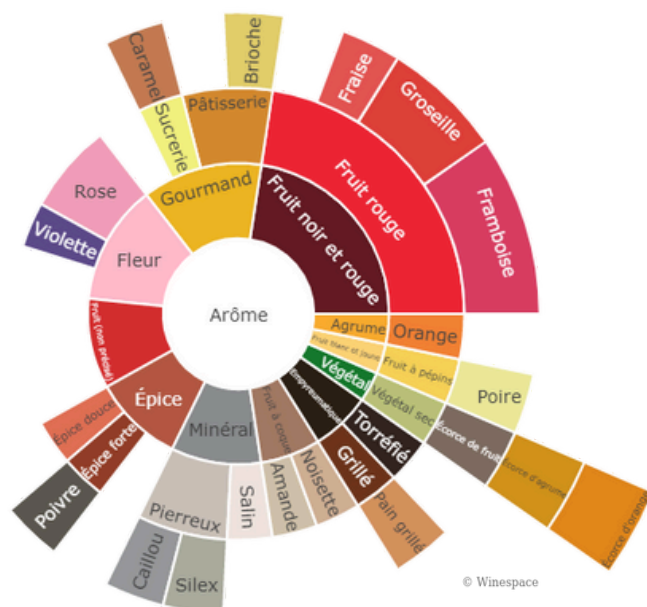 Caramel
Sucrerie
Brioche
Pâtisserie
Gourmand
Fraise
Groseille
Framboise
Fruit rouge
Fruit noir et rouge
Rose
Violette
Fleur
Arôme
Fruit (non précisé)
Agrume
Orange
Fruit blanc et jaune
Fruit à pépins
Poire
Végétal
Végétal sec
Écorce de fruit
Écorce d'agrume
Écorce d'orange
Empyreumatique
Torréfié
Grillé
Pain grillé
Fruit à coque
Noisette
Amande
Minéral
Salin
Pierreux
Silex
Caillou
Épice
Épice douce
Épice forte
Poivre
© Winespace